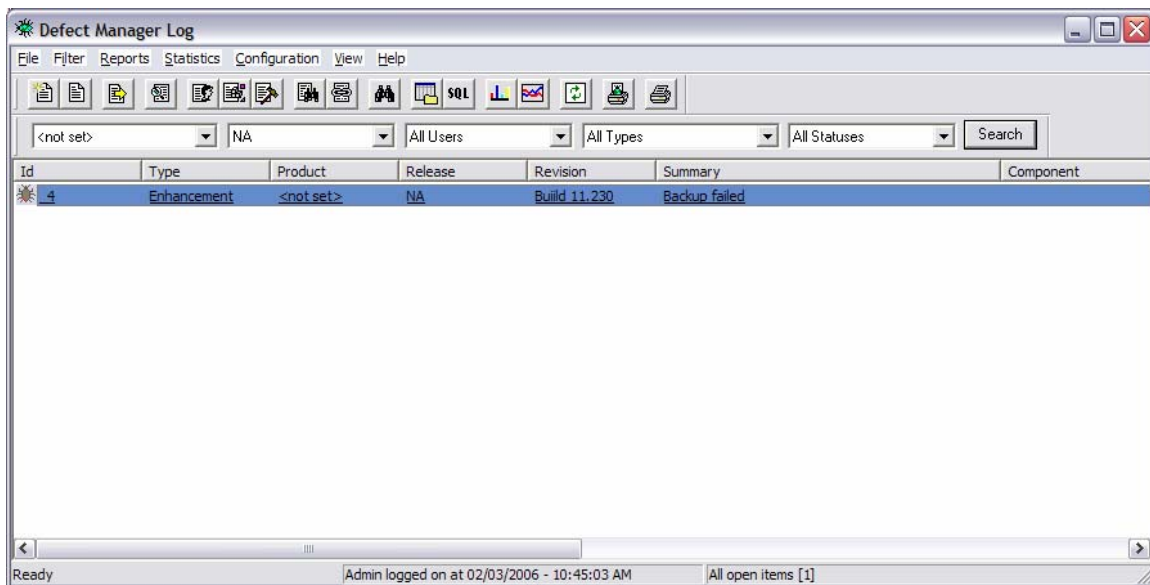 Defect Manager Log
File Filter Reports Statistics Configuration View Help
SQL
<not set> NA All Users All Types All Statuses Search
Id Type Product Release Revision Summary Component
4 Enhancement <not set> NA Buiild 11.230 Backup failed
Ready Admin logged on at 02/03/2006 - 10:45:03 AM All open items [1]